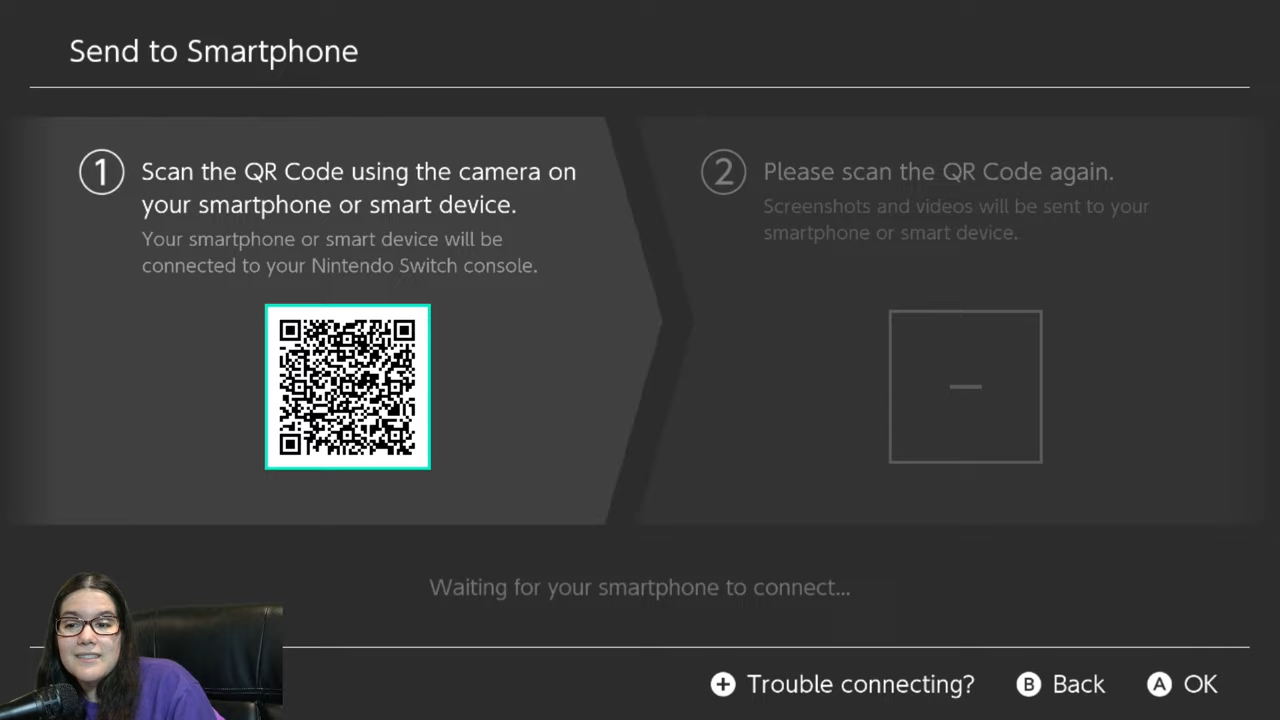 Send to Smartphone
1
Scan the QR Code using the camera on
your smartphone or smart device.
Your smartphone or smart device will be
connected to your Nintendo Switch console.
2
Please scan the QR Code again.
Screenshots and videos will be sent to your
smartphone or smart device.
Waiting for your smartphone to connect...
+ Trouble connecting? B Back A OK